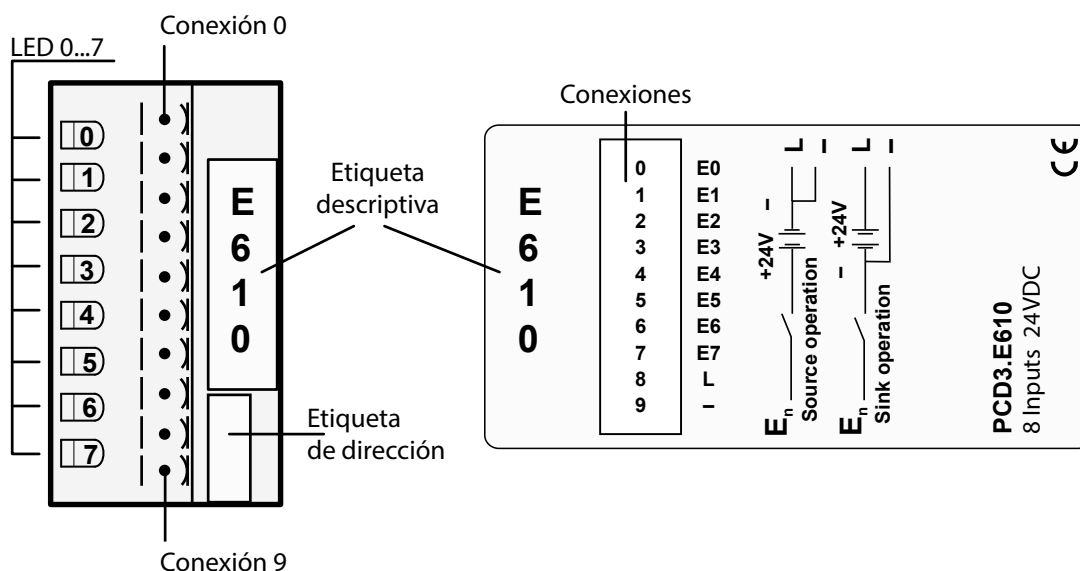 Conexión 0
LED 0...7
0
1
2
3
4
5
6
7
E
6
1
0
Conexión 9
Etiqueta
descriptiva
Etiqueta
de dirección
Conexiones
E
6
1
0
0 E0
1 E1
2 E2
3 E3
4 E4
5 E5
6 E6
7 E7
8 L
9 –
L
–
+24V –
En
Source operation
L
–
– +24V
En
Sink operation
PCD3.E610
8 Inputs 24VDC
CE